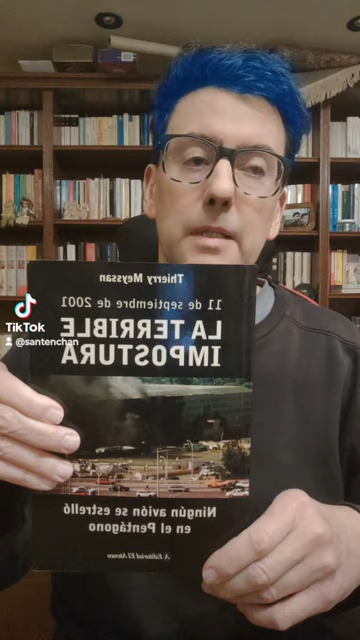 Thierry Meyssan
11 de septiembre de 2001
LA TERRIBLE
IMPOSTURA
TikTok
@santenchan
Ningún avión se estrelló
en el Pentágono